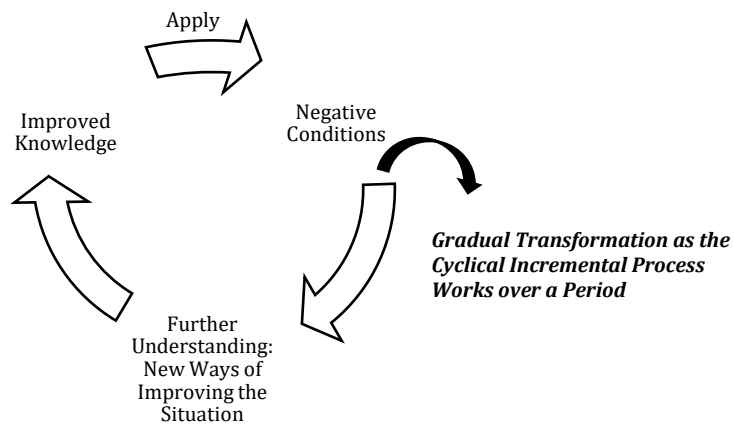 Apply
Negative
Conditions
Improved
Knowledge
Gradual Transformation as the
Cyclical Incremental Process
Works over a Period
Further
Understanding:
New Ways of
Improving the
Situation